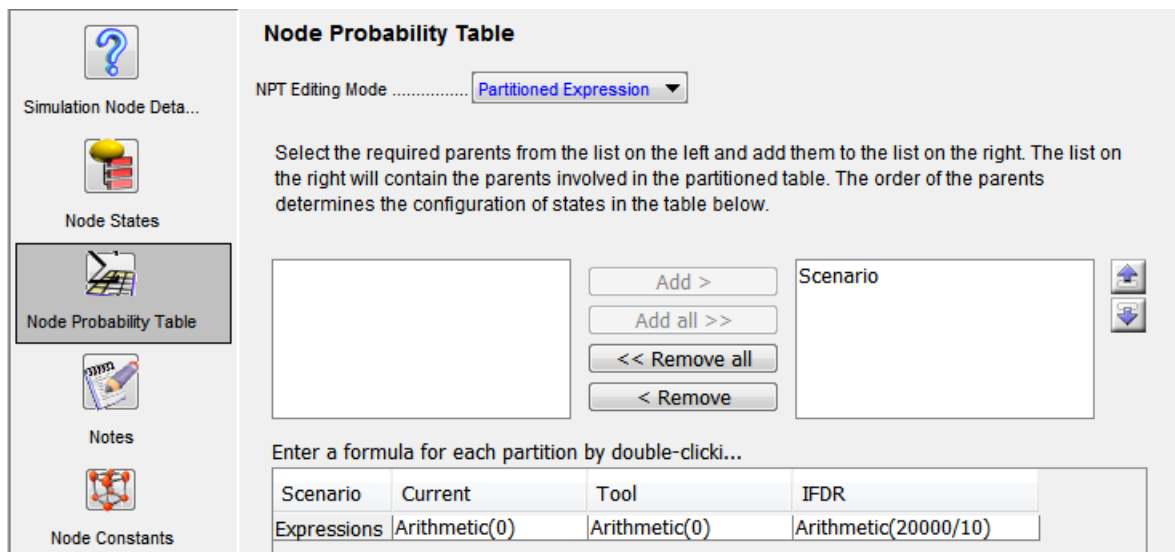 Node Probability Table
NPT Editing Mode ................ Partitioned Expression
Simulation Node Deta...
Select the required parents from the list on the left and add them to the list on the right. The list on
the right will contain the parents involved in the partitioned table. The order of the parents
determines the configuration of states in the table below.
Node States
Add >
Scenario
Add all >>
Node Probability Table
<< Remove all
< Remove
Notes
Enter a formula for each partition by double-clicki...
Scenario Current Tool IFDR
Expressions Arithmetic(0) Arithmetic(0) Arithmetic(20000/10)
Node Constants